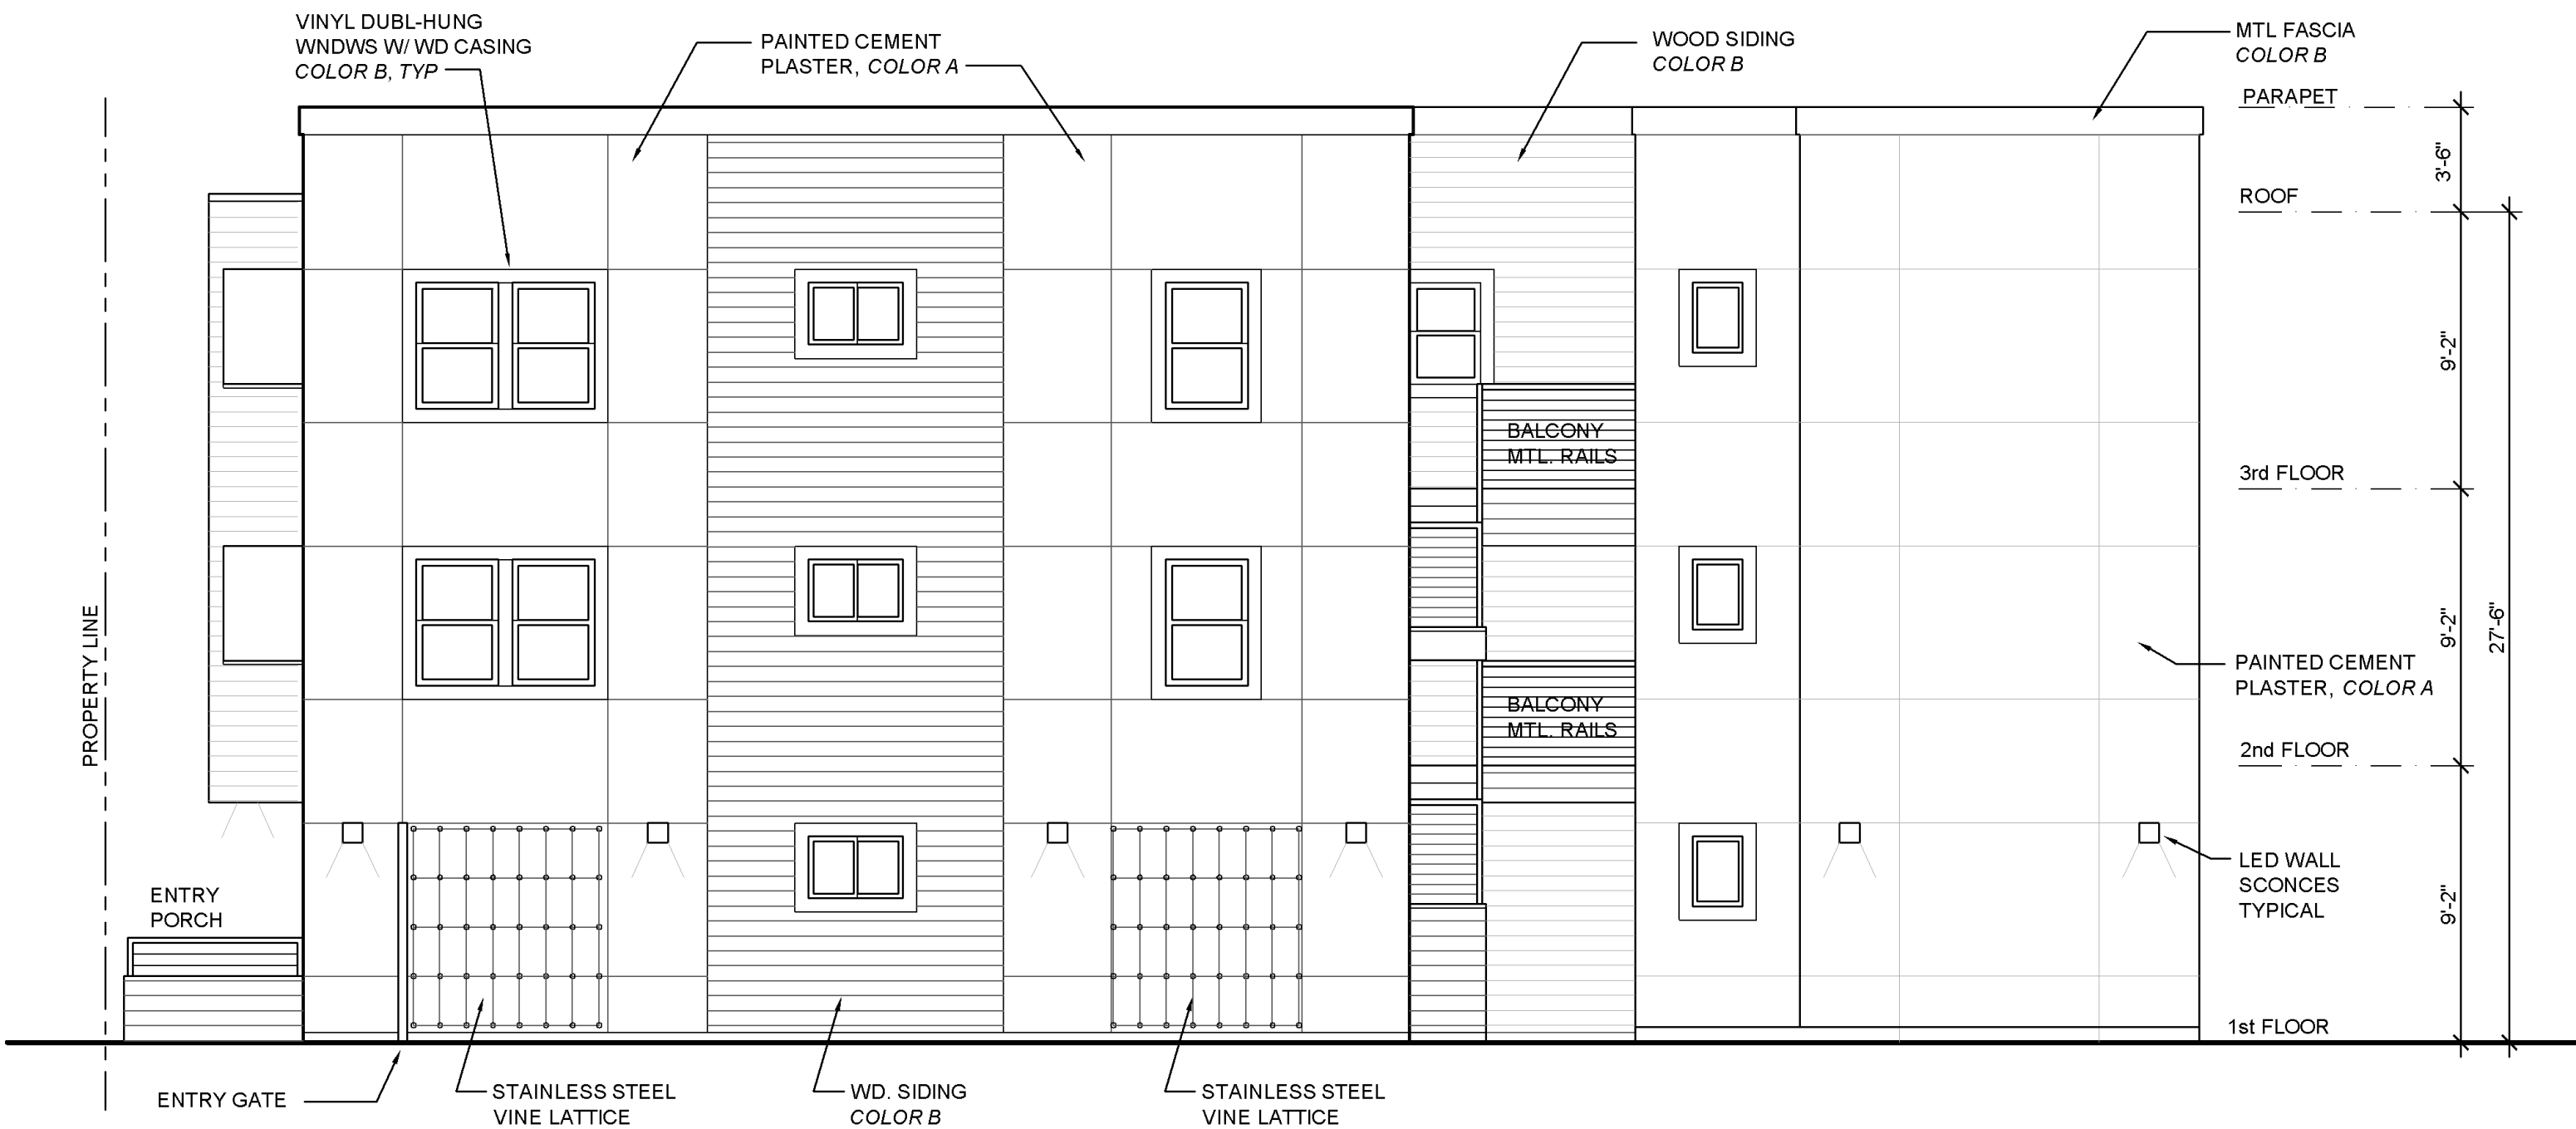 VINYL DUBL-HUNG
WNDWS W/ WD CASING
COLOR B, TYP
PAINTED CEMENT
PLASTER, COLOR A
WOOD SIDING
COLOR B
MTL FASCIA
COLOR B
PARAPET
3'-6"
ROOF
9'-2"
BALCONY
MTL. RAILS
3rd FLOOR
PROPERTY LINE
9'-2"
27'-6"
PAINTED CEMENT
PLASTER, COLOR A
BALCONY
MTL. RAILS
2nd FLOOR
ENTRY
PORCH
LED WALL
SCONCES
TYPICAL
9'-2"
1st FLOOR
ENTRY GATE
STAINLESS STEEL
VINE LATTICE
WD. SIDING
COLOR B
STAINLESS STEEL
VINE LATTICE